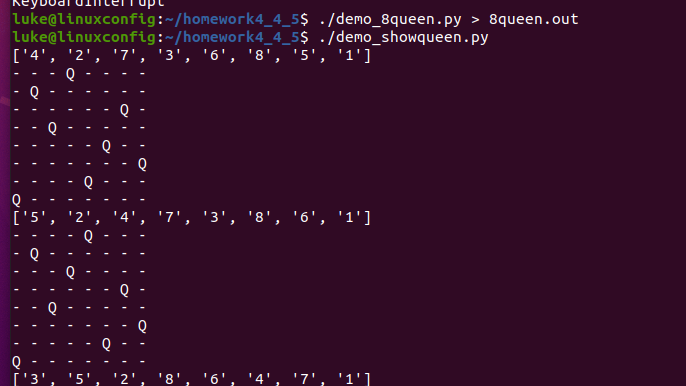 KeyboardInterrupt
luke@linuxconfig:~/homework4_4_5$ ./demo_8queen.py > 8queen.out
luke@linuxconfig:~/homework4_4_5$ ./demo_showqueen.py
['4', '2', '7', '3', '6', '8', '5', '1']
- - - Q - - - -
- Q - - - - - -
- - - - - - Q -
- - Q - - - - -
- - - - - Q - -
- - - - - - - Q
- - - - Q - - -
Q - - - - - - -
['5', '2', '4', '7', '3', '8', '6', '1']
- - - - Q - - -
- Q - - - - - -
- - - Q - - - -
- - - - - - Q -
- - Q - - - - -
- - - - - - - Q
- - - - - Q - -
Q - - - - - - -
['3', '5', '2', '8', '6', '4', '7', '1']